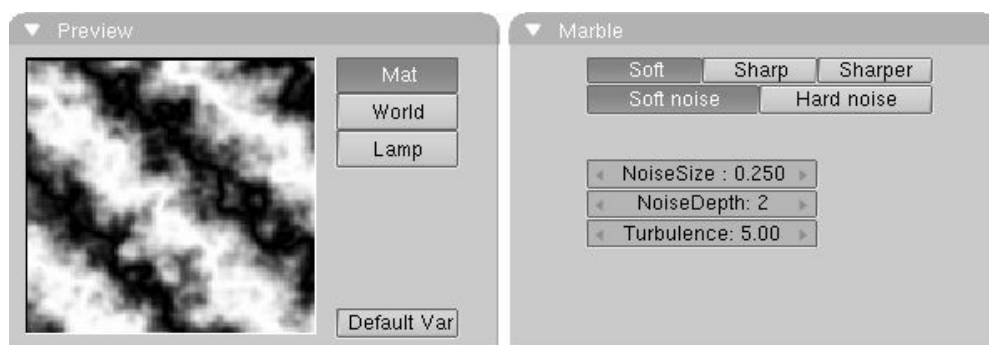 Preview
Mat
World
Lamp
Default Var
Marble
Soft Sharp Sharper
Soft noise Hard noise
NoiseSize : 0.250
NoiseDepth: 2
Turbulence: 5.00